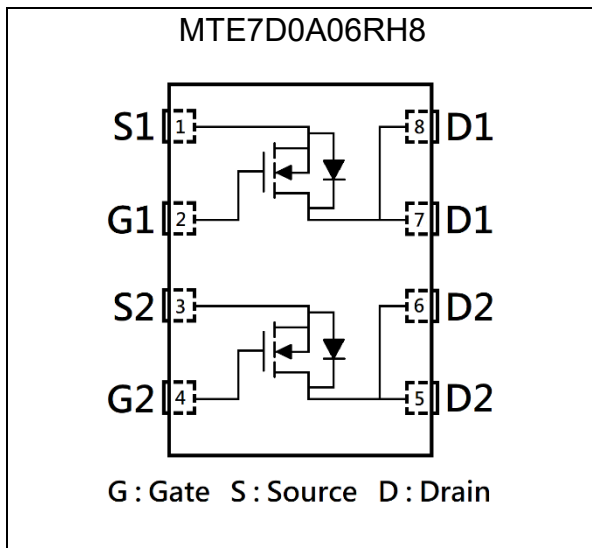 MTE7D0A06RH8
S1 1 8 D1
G1 2 7 D1
S2 3 6 D2
G2 4 5 D2
G : Gate S : Source D : Drain